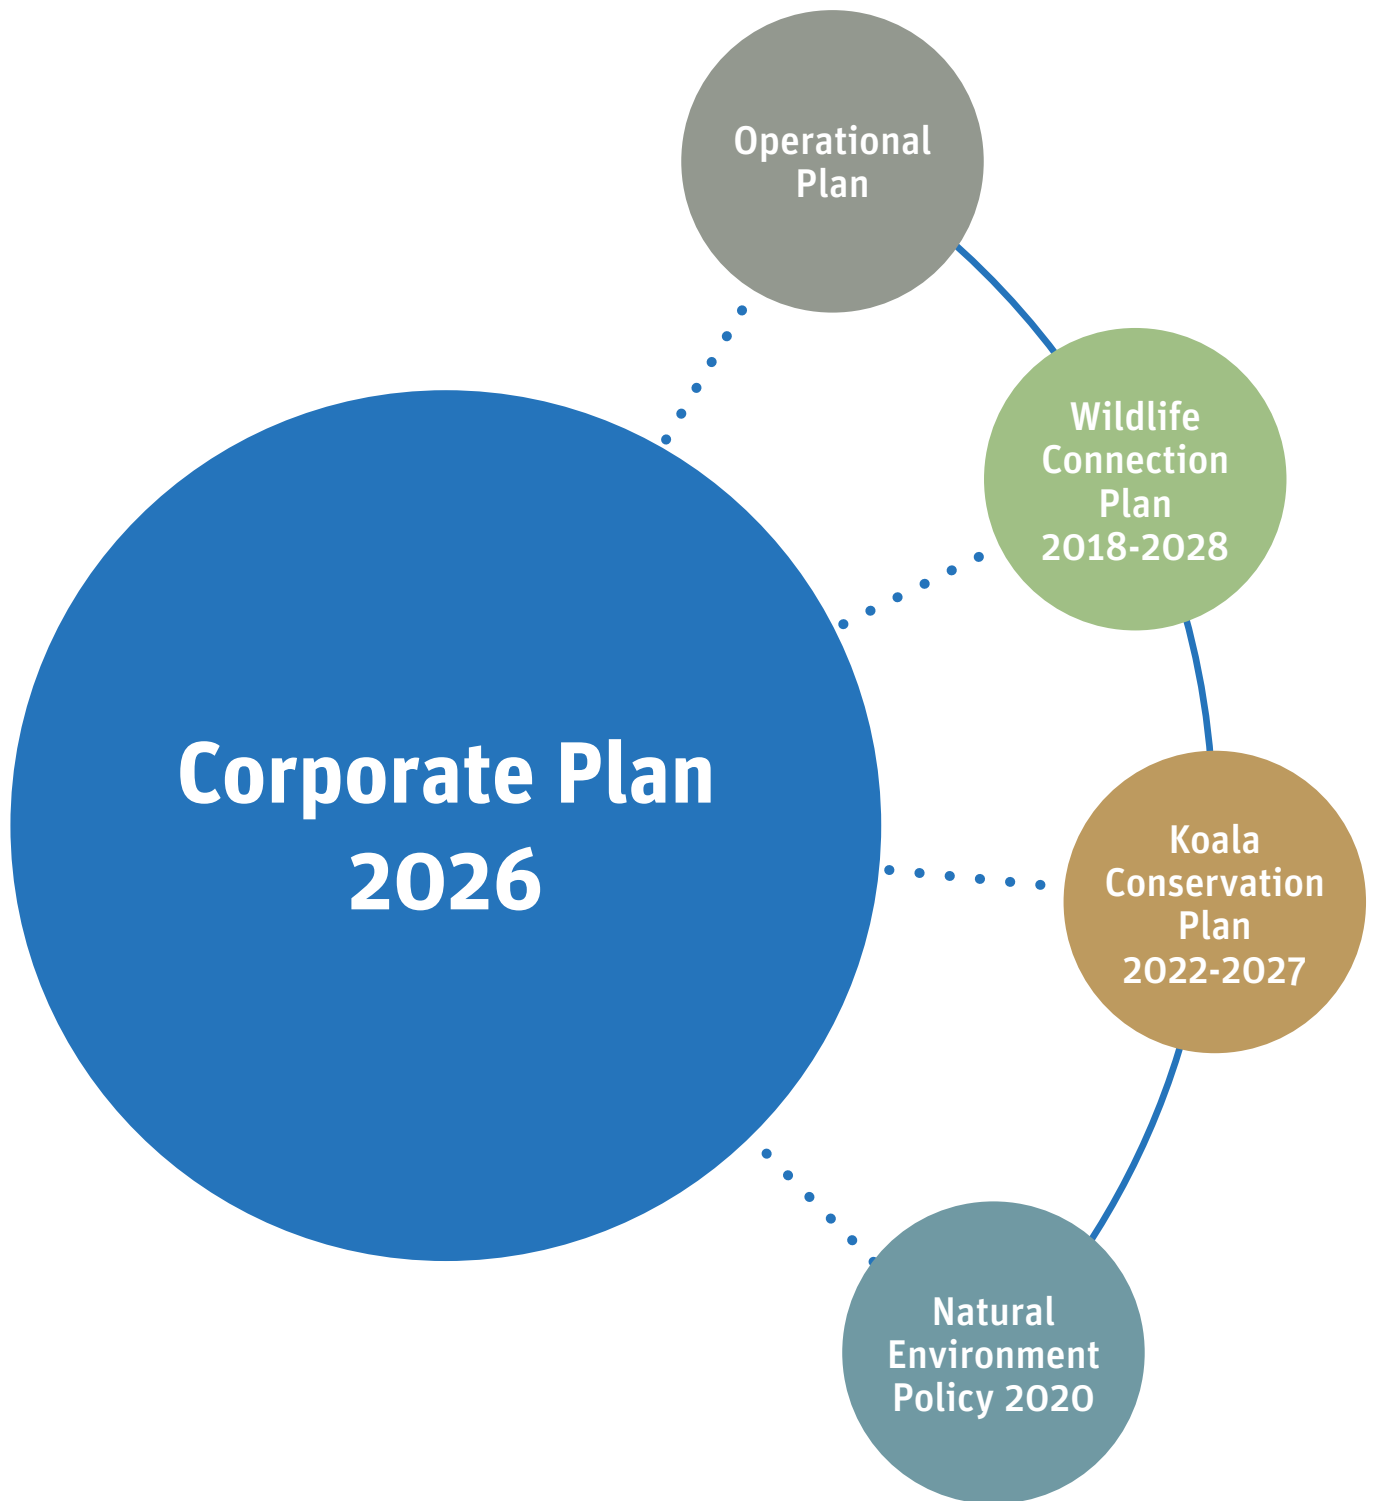 Operational
Plan
Wildlife
Connection
Plan
2018-2028
Corporate Plan
2026
Koala
Conservation
Plan
2022-2027
Natural
Environment
Policy 2020